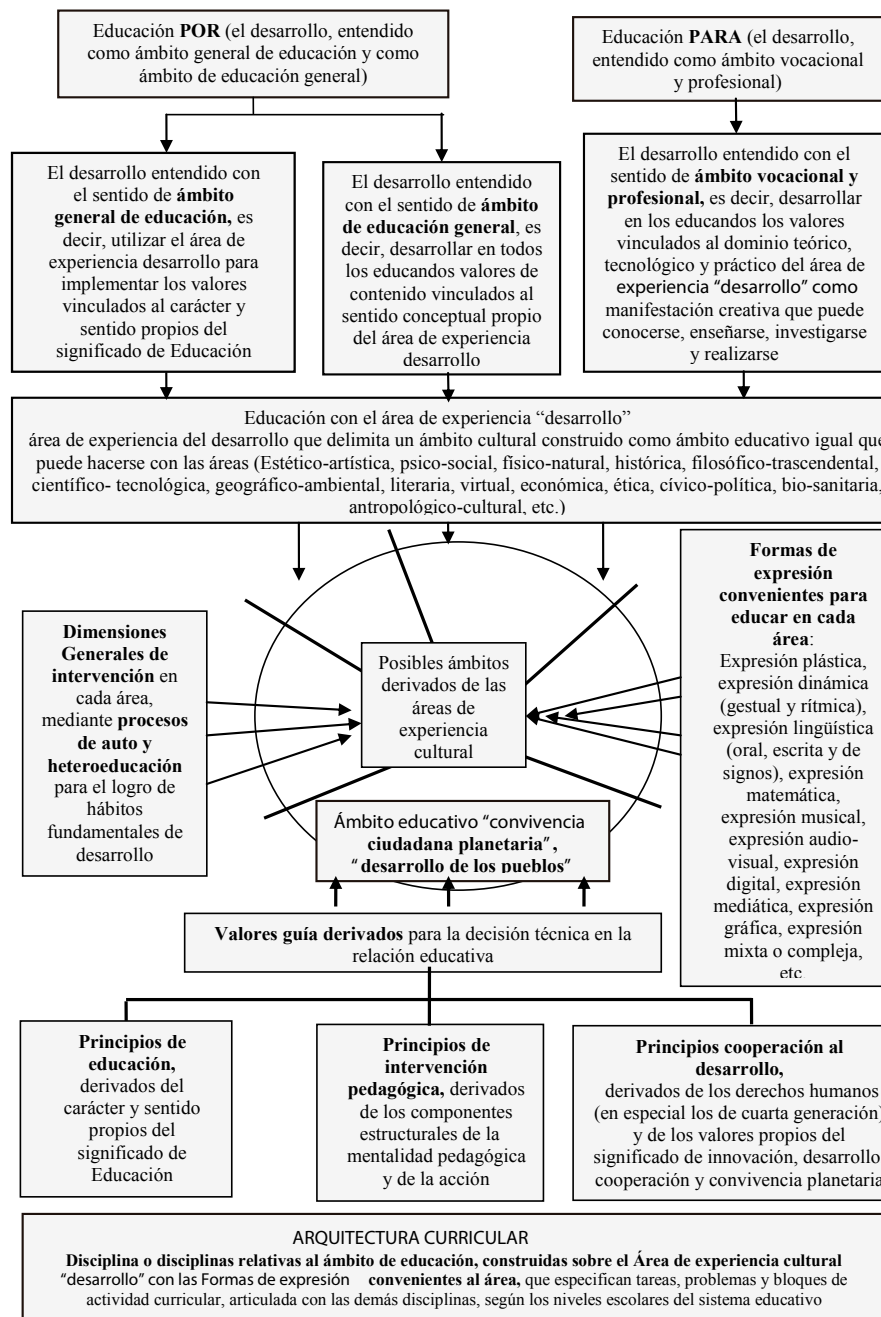 Educación POR (el desarrollo, entendido
como ámbito general de educación y como
ámbito de educación general)
Educación PARA (el desarrollo,
entendido como ámbito vocacional
y profesional)
El desarrollo entendido con
el sentido de ámbito
general de educación, es
decir, utilizar el área de
experiencia desarrollo para
implementar los valores
vinculados al carácter y
sentido propios del
significado de Educación
El desarrollo entendido
con el sentido de ámbito
de educación general, es
decir, desarrollar en todos
los educandos valores de
contenido vinculados al
sentido conceptual propio
del área de experiencia
desarrollo
El desarrollo entendido con el
sentido de ámbito vocacional y
profesional, es decir, desarrollar
en los educandos los valores
vinculados al dominio teórico,
tecnológico y práctico del área de
experiencia “desarrollo” como
manifestación creativa que puede
conocerse, enseñarse, investigarse
y realizarse
Educación con el área de experiencia “desarrollo”
área de experiencia del desarrollo que delimita un ámbito cultural construido como ámbito educativo igual que
puede hacerse con las áreas (Estético-artística, psico-social, físico-natural, histórica, filosófico-trascendental,
científico- tecnológica, geográfico-ambiental, literaria, virtual, económica, ética, cívico-política, bio-sanitaria,
antropológico-cultural, etc.)
Dimensiones
Generales de
intervención en
cada área,
mediante procesos
de auto y
heteroeducación
para el logro de
hábitos
fundamentales de
desarrollo
Posibles ámbitos
derivados de las
áreas de
experiencia
cultural
Formas de
expresión
convenientes para
educar en cada
área:
Expresión plástica,
expresión dinámica
(gestual y rítmica),
expresión lingüística
(oral, escrita y de
signos), expresión
matemática,
expresión musical,
expresión audio-
visual, expresión
digital, expresión
mediática, expresión
gráfica, expresión
mixta o compleja,
etc
Ámbito educativo “convivencia
ciudadana planetaria”,
“desarrollo de los pueblos”
Valores guía derivados para la decisión técnica en la
relación educativa
Principios de
educación,
derivados del
carácter y sentido
propios del
significado de
Educación
Principios de
intervención
pedagógica, derivados
de los componentes
estructurales de la
mentalidad pedagógica
y de la acción
Principios cooperación al
desarrollo,
derivados de los derechos humanos
(en especial los de cuarta generación)
y de los valores propios del
significado de innovación, desarrollo
cooperación y convivencia planetaria
ARQUITECTURA CURRICULAR
Disciplina o disciplinas relativas al ámbito de educación, construidas sobre el Área de experiencia cultural
“desarrollo” con las Formas de expresión convenientes al área, que especifican tareas, problemas y bloques de
actividad curricular, articulada con las demás disciplinas, según los niveles escolares del sistema educativo